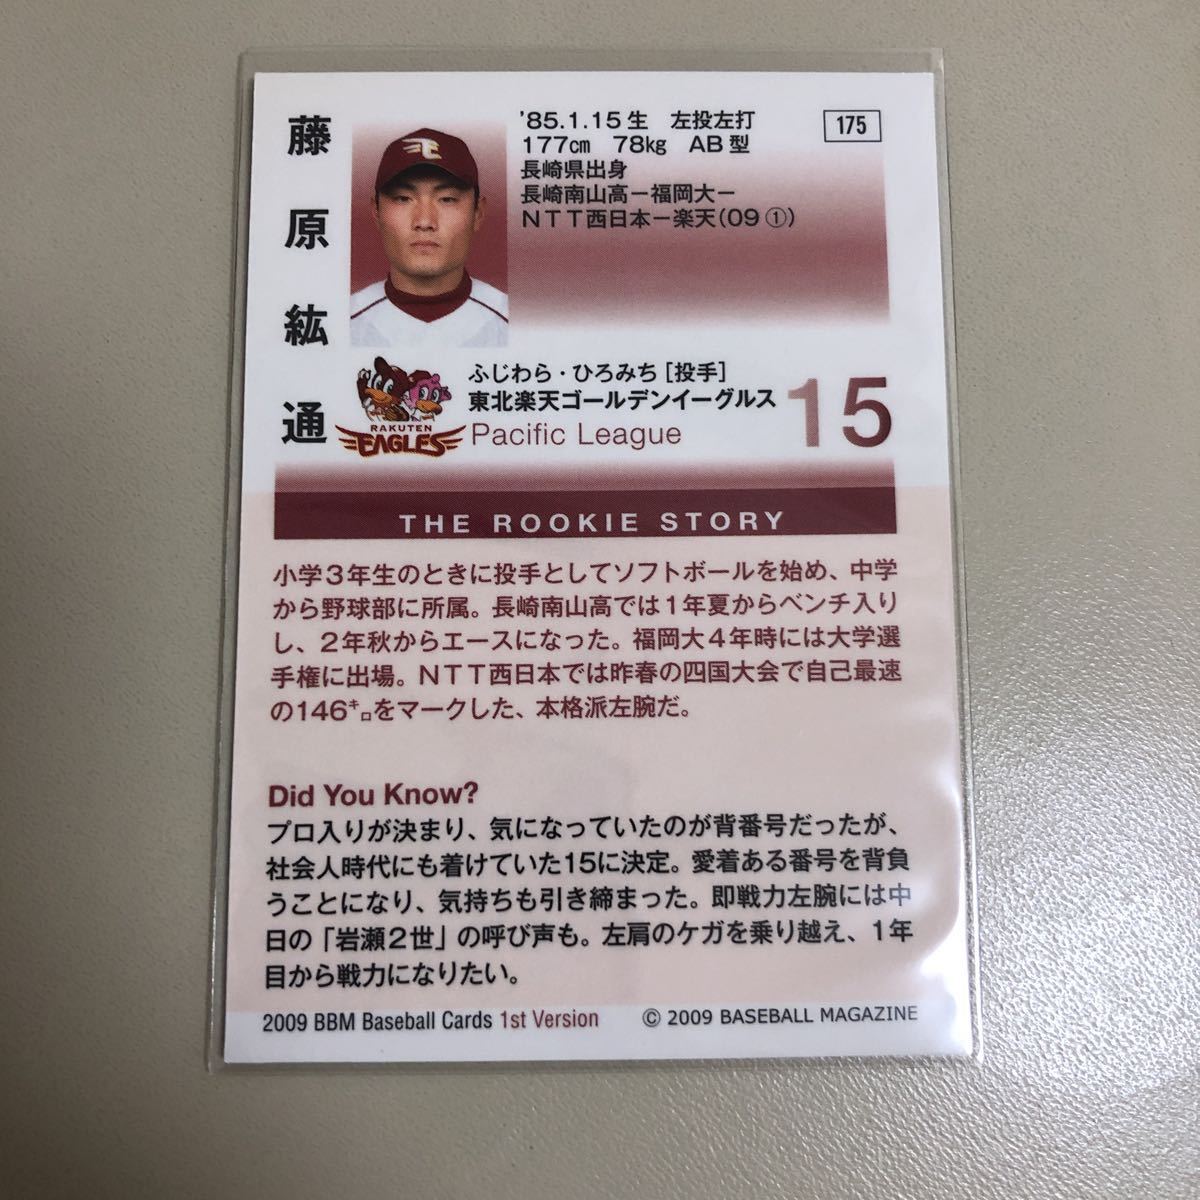 藤原紘通
'85.1.15生　左投左打
177cm　78kg　AB型
長崎県出身
長崎南山高－福岡大－
NTT西日本－楽天(09①)
175
ふじわら・ひろみち［投手］
東北楽天ゴールデンイーグルス
Pacific League
15
RAKUTEN
EAGLES
THE ROOKIE STORY
小学3年生のときに投手としてソフトボールを始め、中学
から野球部に所属。長崎南山高では1年夏からベンチ入り
し、2年秋からエースになった。福岡大4年時には大学選
手権に出場。NTT西日本では昨春の四国大会で自己最速
の146㌔をマークした、本格派左腕だ。
Did You Know?
プロ入りが決まり、気になっていたのが背番号だったが、
社会人時代にも着けていた15に決定。愛着ある番号を背負
うことになり、気持ちも引き締まった。即戦力左腕には中
日の「岩瀬2世」の呼び声も。左肩のケガを乗り越え、1年
目から戦力になりたい。
2009 BBM Baseball Cards 1st Version
© 2009 BASEBALL MAGAZINE